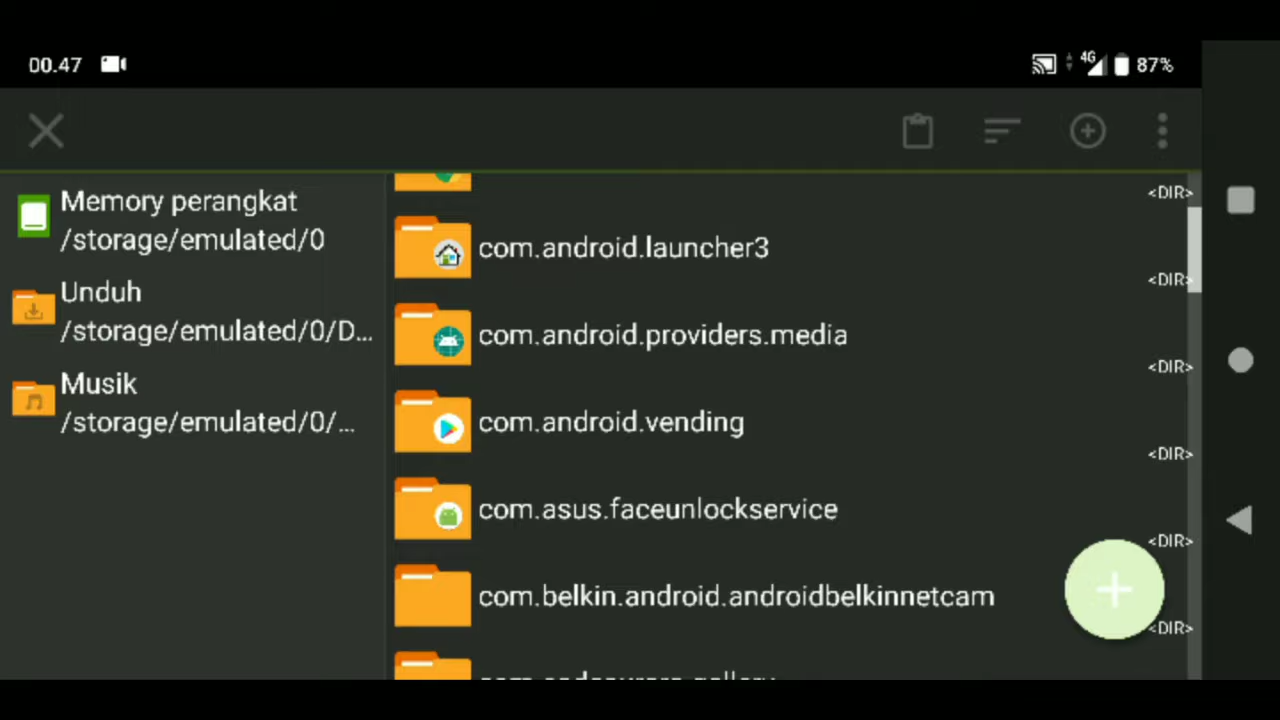 00.47
4G
87%
Memory perangkat
/storage/emulated/0
Unduh
/storage/emulated/0/D...
Musik
/storage/emulated/0/...
<DIR>
com.android.launcher3
<DIR>
com.android.providers.media
<DIR>
com.android.vending
<DIR>
com.asus.faceunlockservice
<DIR>
com.belkin.android.androidbelkinnetcam
<DIR>